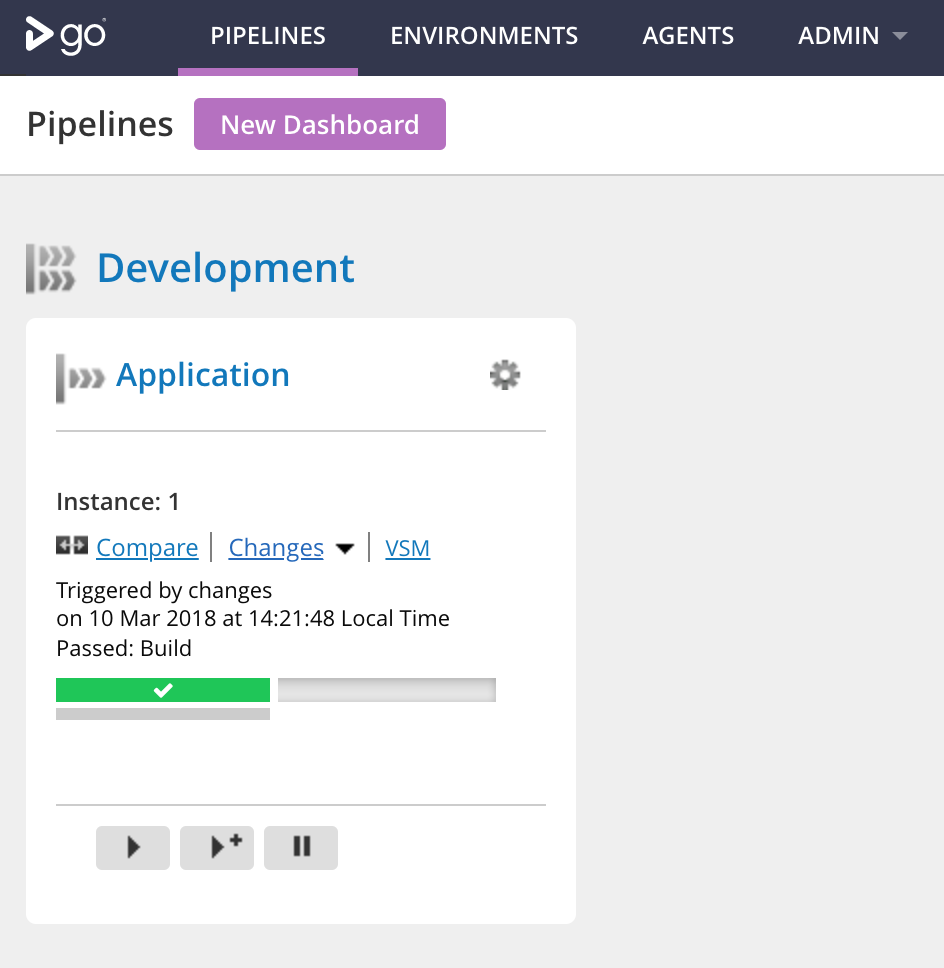 go PIPELINES ENVIRONMENTS AGENTS ADMIN
Pipelines New Dashboard
Development
Application
Instance: 1
Compare Changes VSM
Triggered by changes
on 10 Mar 2018 at 14:21:48 Local Time
Passed: Build